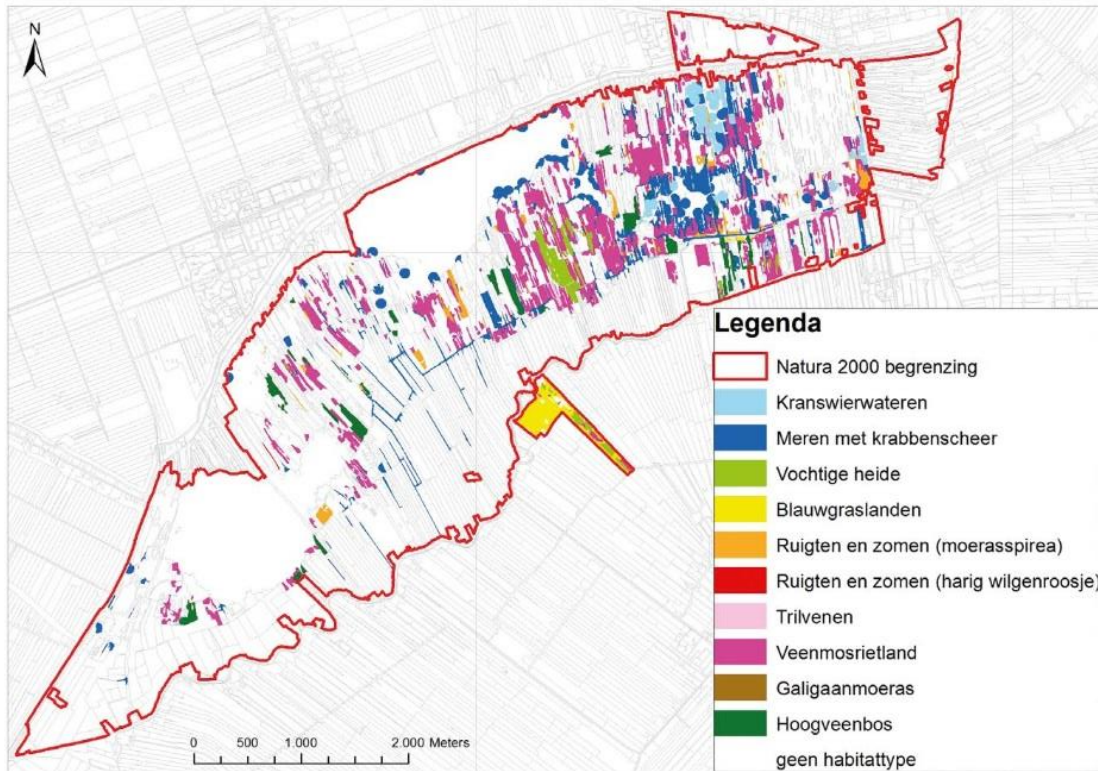 N
Legenda
Natura 2000 begrenzing
Kranswierwateren
Meren met krabbenscheer
Vochtige heide
Blauwgraslanden
Ruigten en zomen (moerasspirea)
Ruigten en zomen (harig wilgenroosje)
Trilvenen
Veenmosrietland
Galigaanmoeras
Hoogveenbos
geen habitattype
0 500 1.000 2.000 Meters